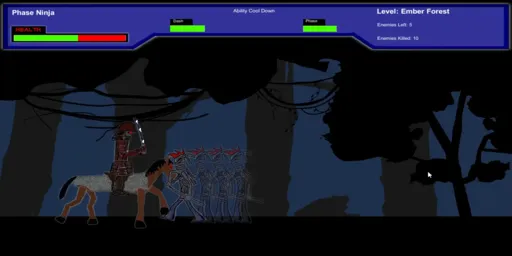 Phase Ninja
HEALTH
Ability Cool Down
Dash
Phase
Level: Ember Forest
Enemies Left: 5
Enemies Killed: 10